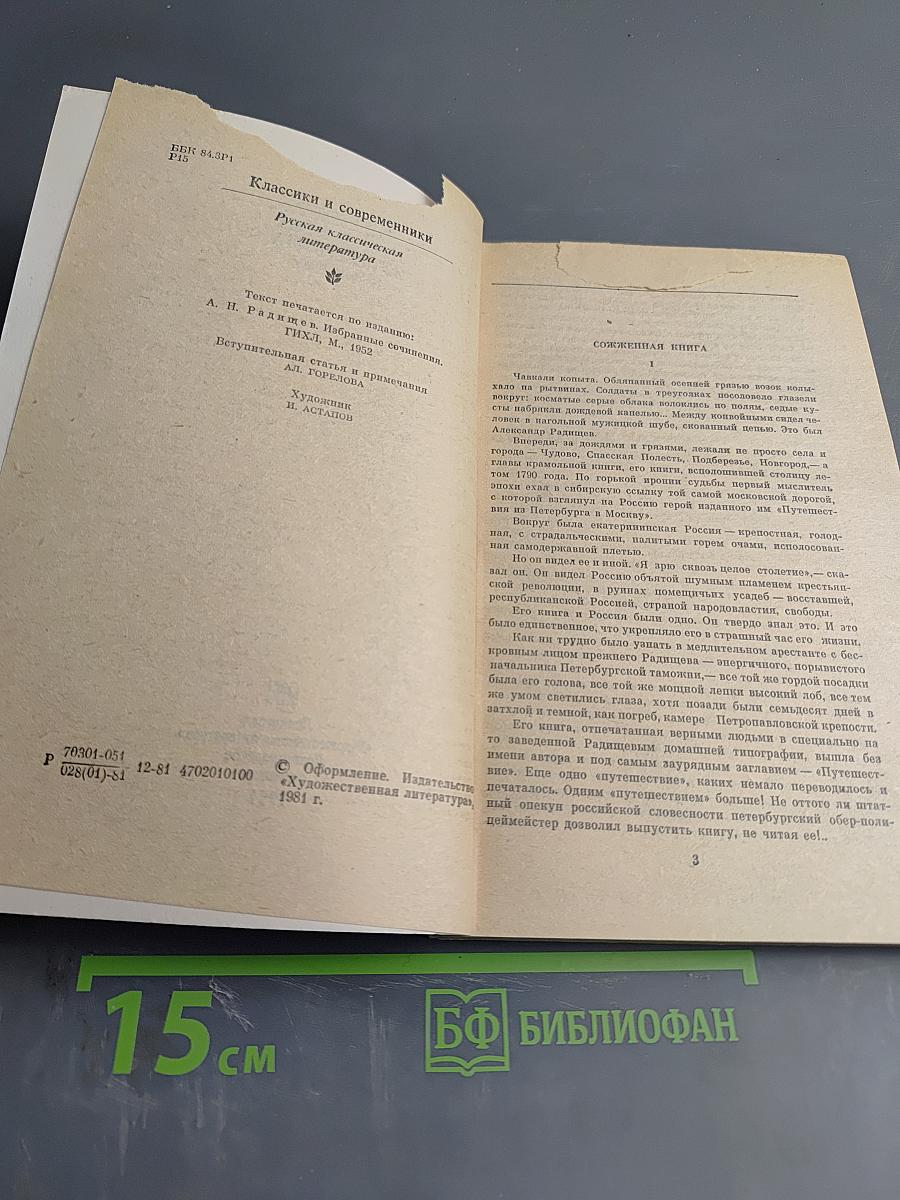 ББК 84.3Р1
Р15
Классики и современники
Русская классическая
литература
Текст печатается по изданию:
А. Н. Радищев. Избранные сочинения.
ГИХЛ, М., 1952
Вступительная статья и примечания
АЛ. ГОРЕЛОВА
Художник
И. АСТАПОВ
Р 70301-051
028(01)-81 12-81 4702010100
© Оформление. Издательство
«Художественная литература»,
1981 г.
СОЖЖЕННАЯ КНИГА
I
Чавкали копыта. Обляпанный осенней грязью возок колы-
хало на рытвинах. Солдаты в треуголках посоловело глазели
вокруг: косматые серые облака волоклись по полям, седые ку-
сты набрякли дождевой капелью... Между конвойными сидел че-
ловек в нагольной мужицкой шубе, скованный цепью. Это был
Александр Радищев.
Впереди, за дождями и грязями, лежали не просто села и
города — Чудово, Спасская Полесть, Подберезье, Новгород,— а
главы крамольной книги, его книги, всполошившей столицу ле-
том 1790 года. По горькой иронии судьбы первый мыслитель
эпохи ехал в сибирскую ссылку той самой московской дорогой,
с которой взглянул на Россию герой изданного им «Путешест-
вия из Петербурга в Москву».
Вокруг была екатерининская Россия — крепостная, голод-
ная, с страдальческими, налитыми горем очами, исполосован-
ная самодержавной плетью.
Но он видел ее и иной. «Я зрю сквозь целое столетие»,— ска-
вал он. Он видел Россию объятой шумным пламенем крестьян-
ской революции, в руинах помещичьих усадеб — восставшей,
республиканской Россией, страной народовластия, свободы.
Его книга и Россия были одно. Он твердо знал это. И это
было единственное, что укрепляло его в страшный час его жизни.
Как ни трудно было узнать в медлительном арестанте с бес-
кровным лицом прежнего Радищева — энергичного, порывистого
начальника Петербургской таможни,— все той же гордой посадки
была его голова, все той же мощной лепки высокий лоб, все тем
же умом светились глаза, хотя позади были семьдесят дней в
затхлой и темной, как погреб, камере Петропавловской крепости.
Его книга, отпечатанная верными людьми в специально на
то заведенной Радищевым домашней типографии, вышла без
имени автора и под самым заурядным заглавием — «Путешест-
вие». Еще одно «путешествие», каких немало переводилось и
печаталось. Одним «путешествием» больше! Не оттого ли штат-
ный опекун российской словесности петербургский обер-поли-
цеймейстер дозволил выпустить книгу, не читая ее!..
3
15 см
БФ БИБЛИОФАН